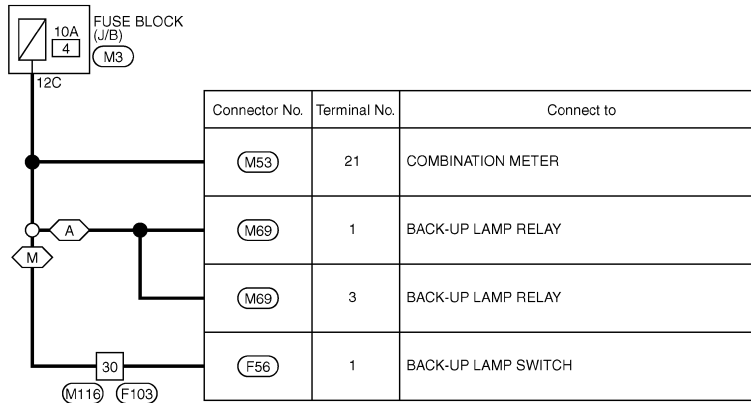 FUSE BLOCK
(J/B)
10A
4
M3
12C
Connector No. Terminal No. Connect to
M53 21 COMBINATION METER
A M69 1 BACK-UP LAMP RELAY
M
M69 3 BACK-UP LAMP RELAY
30 F56 1 BACK-UP LAMP SWITCH
M116 F103